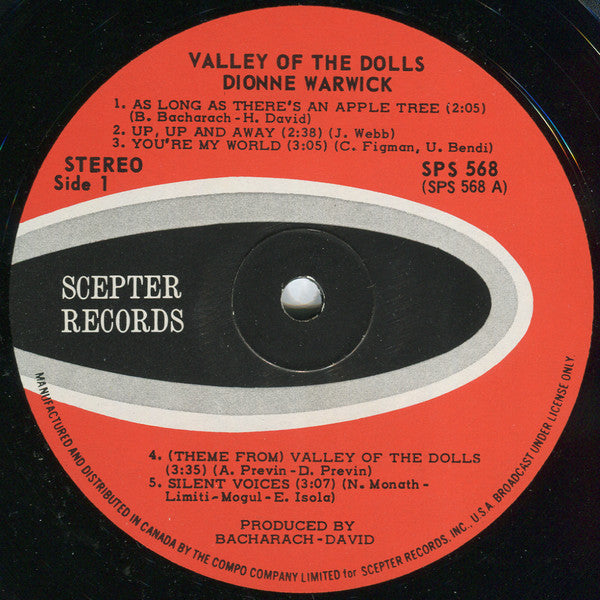 VALLEY OF THE DOLLS
DIONNE WARWICK
1. AS LONG AS THERE'S AN APPLE TREE (2:05)
(B. Bacharach-H. David)
2. UP, UP AND AWAY (2:38) (J. Webb)
3. YOU'RE MY WORLD (3:05) (C. Figman, U. Bendi)
STEREO
Side 1
SPS 568
(SPS 568 A)
SCEPTER
RECORDS
4. (THEME FROM) VALLEY OF THE DOLLS
(3:35) (A. Previn-D. Previn)
5. SILENT VOICES (3:07) (N. Monath-
Limiti-Mogul-E. Isola)
PRODUCED BY
BACHARACH-DAVID
MANUFACTURED AND DISTRIBUTED IN CANADA BY THE COMPO COMPANY LIMITED for SCEPTER RECORDS, INC., U.S.A. BROADCAST UNDER LICENSE ONLY.